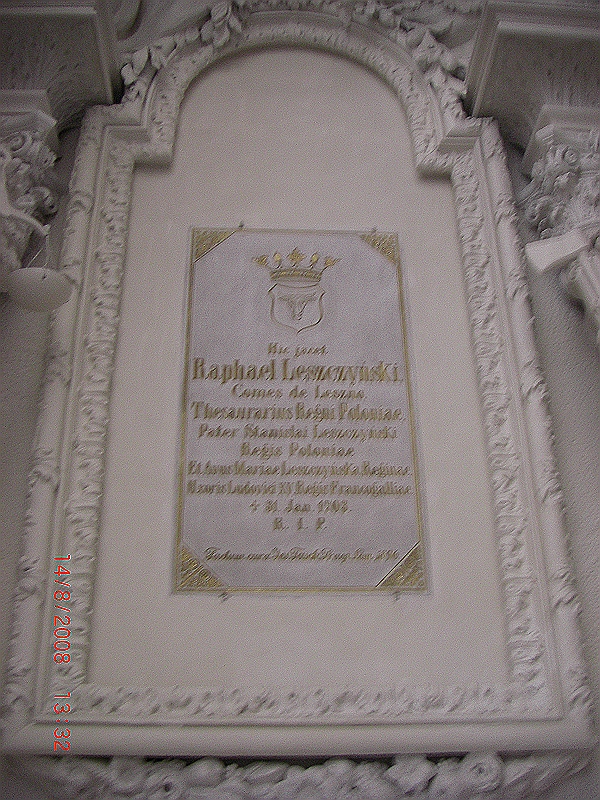 Hic jacet
Raphael Leszczyński,
Comes de Leszno,
Thesaurarius Regni Poloniae,
Pater Stanislai Leszczyński
Regis Poloniae
Et Avus Mariae Leszczyńska Reginae
Uxoris Ludovici XV. Regis Francogalliae
+ 31. Jan. 1703.
R. I. P.
14/8/2008 13:32